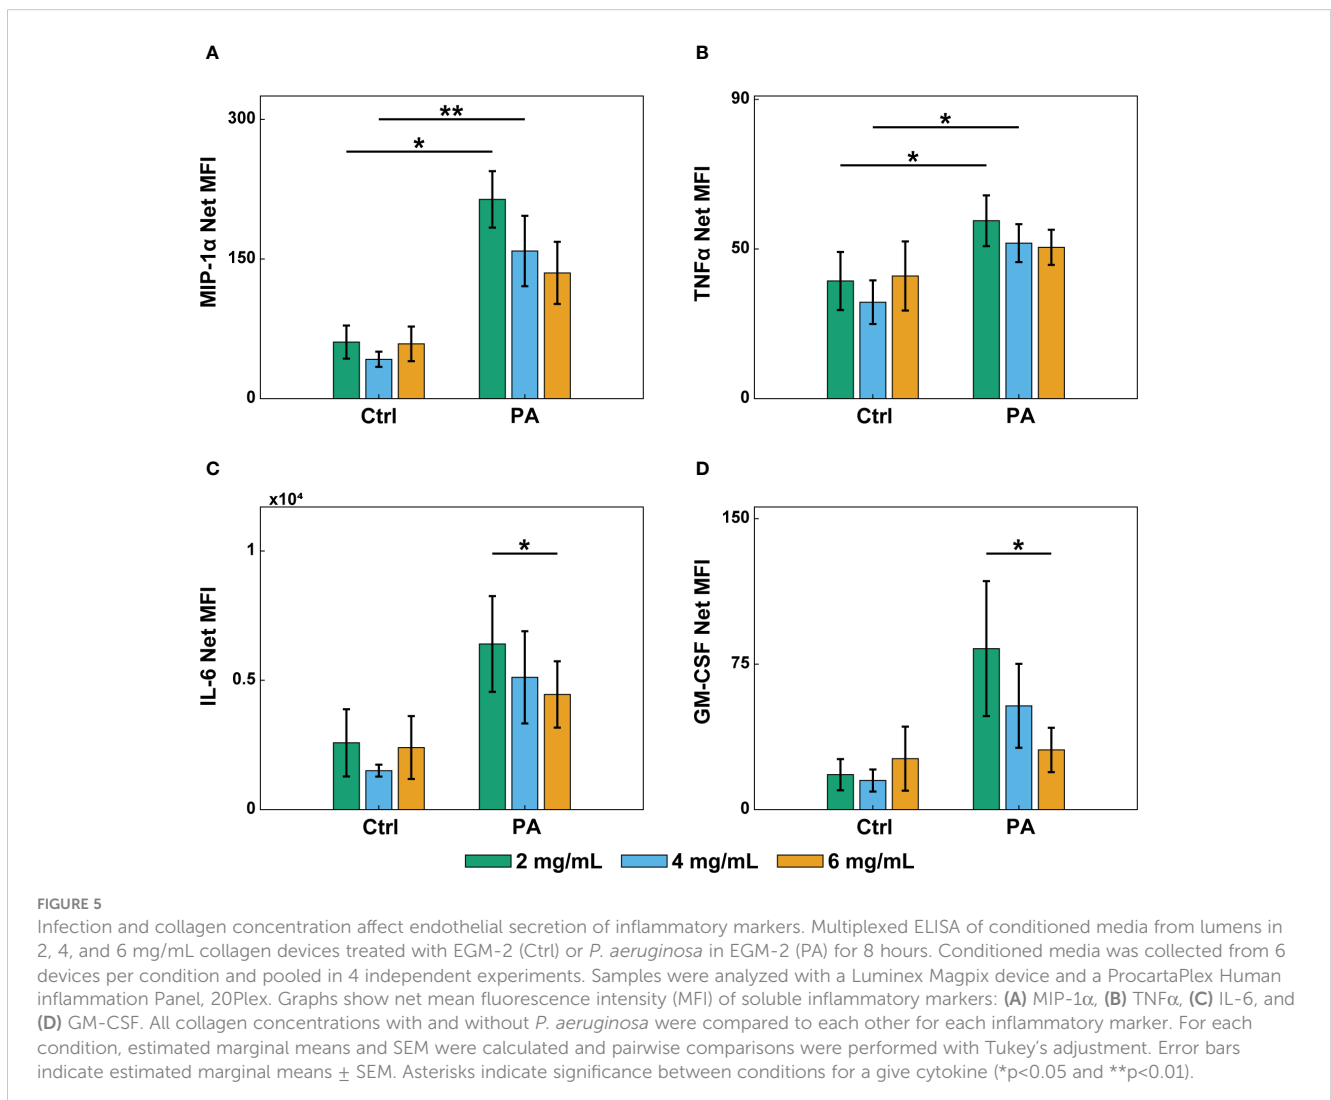 A
MIP-1α Net MFI
300
150
0
**
*
Ctrl
PA
B
TNFα Net MFI
90
50
0
*
*
Ctrl
PA
C
x10⁴
IL-6 Net MFI
1
0.5
0
*
Ctrl
PA
D
GM-CSF Net MFI
150
75
0
*
Ctrl
PA
2 mg/mL 4 mg/mL 6 mg/mL
FIGURE 5
Infection and collagen concentration affect endothelial secretion of inflammatory markers. Multiplexed ELISA of conditioned media from lumens in
2, 4, and 6 mg/mL collagen devices treated with EGM-2 (Ctrl) or P. aeruginosa in EGM-2 (PA) for 8 hours. Conditioned media was collected from 6
devices per condition and pooled in 4 independent experiments. Samples were analyzed with a Luminex Magpix device and a ProcartaPlex Human
inflammation Panel, 20Plex. Graphs show net mean fluorescence intensity (MFI) of soluble inflammatory markers: (A) MIP-1α, (B) TNFα, (C) IL-6, and
(D) GM-CSF. All collagen concentrations with and without P. aeruginosa were compared to each other for each inflammatory marker. For each
condition, estimated marginal means and SEM were calculated and pairwise comparisons were performed with Tukey's adjustment. Error bars
indicate estimated marginal means ± SEM. Asterisks indicate significance between conditions for a give cytokine (*p<0.05 and **p<0.01).